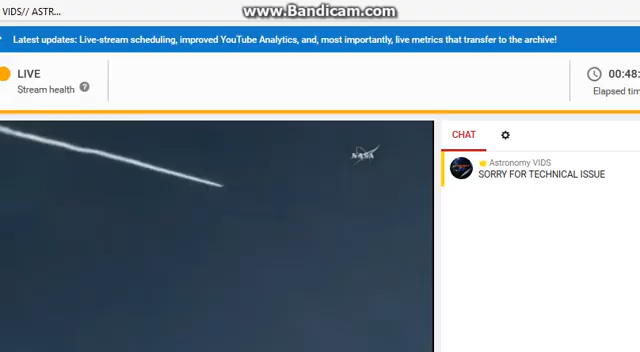 www.Bandicam.com
VIDS// ASTR...
Latest updates: Live-stream scheduling, improved YouTube Analytics, and, most importantly, live metrics that transfer to the archive!
LIVE
Stream health ?
00:48:
Elapsed tim
CHAT
NASA
Astronomy VIDS
SORRY FOR TECHNICAL ISSUE